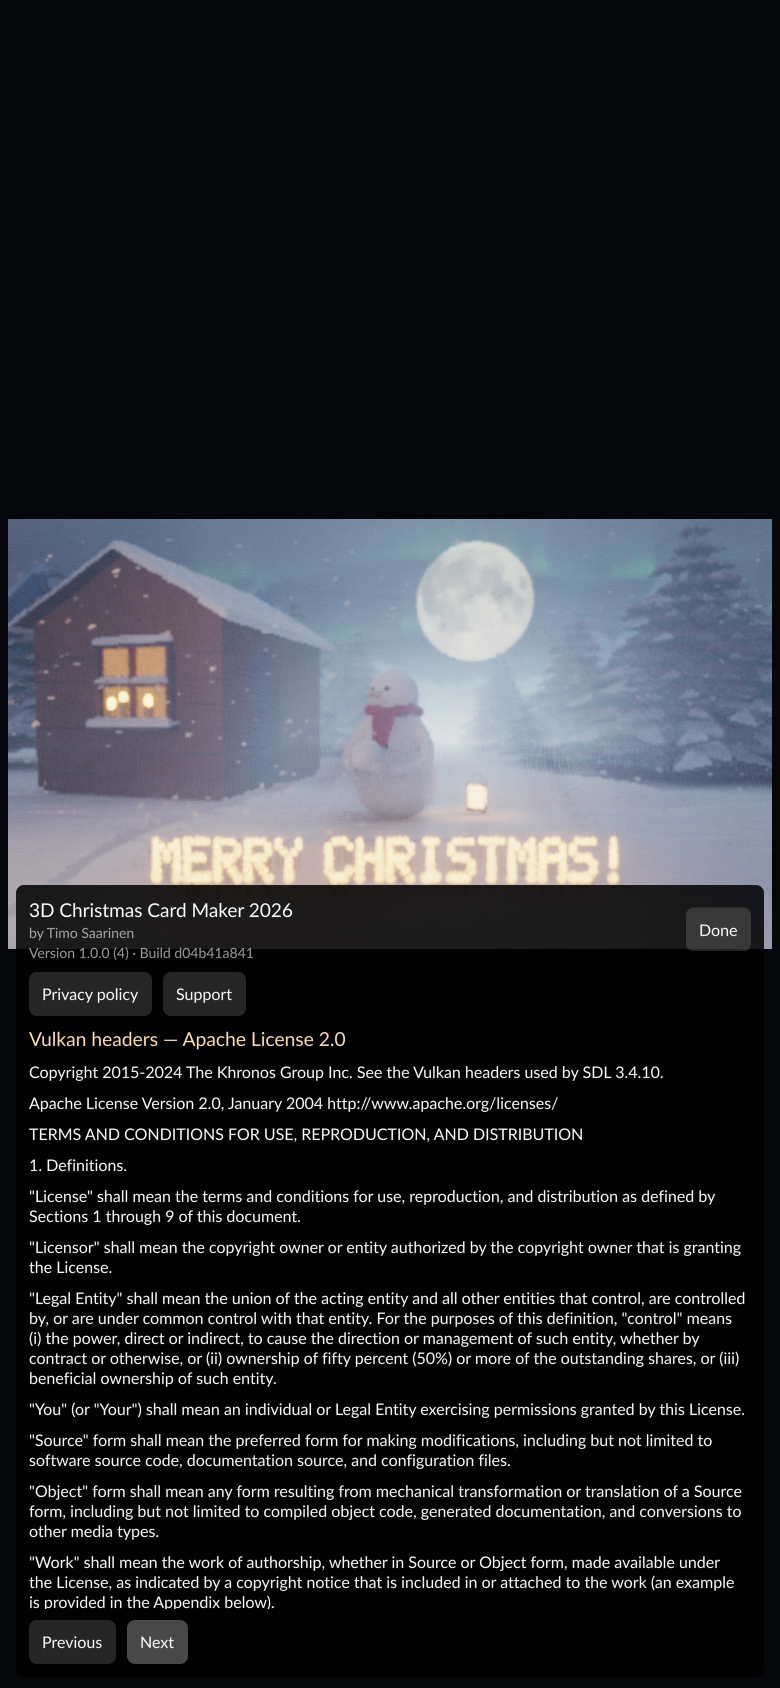 MERRY CHRISTMAS!
3D Christmas Card Maker 2026
by Timo Saarinen
Version 1.0.0 (4) · Build d04b41a841
Done
Privacy policy
Support
Vulkan headers — Apache License 2.0
Copyright 2015-2024 The Khronos Group Inc. See the Vulkan headers used by SDL 3.4.10.
Apache License Version 2.0, January 2004 http://www.apache.org/licenses/
TERMS AND CONDITIONS FOR USE, REPRODUCTION, AND DISTRIBUTION
1. Definitions.
"License" shall mean the terms and conditions for use, reproduction, and distribution as defined by
Sections 1 through 9 of this document.
"Licensor" shall mean the copyright owner or entity authorized by the copyright owner that is granting
the License.
"Legal Entity" shall mean the union of the acting entity and all other entities that control, are controlled
by, or are under common control with that entity. For the purposes of this definition, "control" means
(i) the power, direct or indirect, to cause the direction or management of such entity, whether by
contract or otherwise, or (ii) ownership of fifty percent (50%) or more of the outstanding shares, or (iii)
beneficial ownership of such entity.
"You" (or "Your") shall mean an individual or Legal Entity exercising permissions granted by this License.
"Source" form shall mean the preferred form for making modifications, including but not limited to
software source code, documentation source, and configuration files.
"Object" form shall mean any form resulting from mechanical transformation or translation of a Source
form, including but not limited to compiled object code, generated documentation, and conversions to
other media types.
"Work" shall mean the work of authorship, whether in Source or Object form, made available under
the License, as indicated by a copyright notice that is included in or attached to the work (an example
is provided in the Appendix below).
Previous
Next